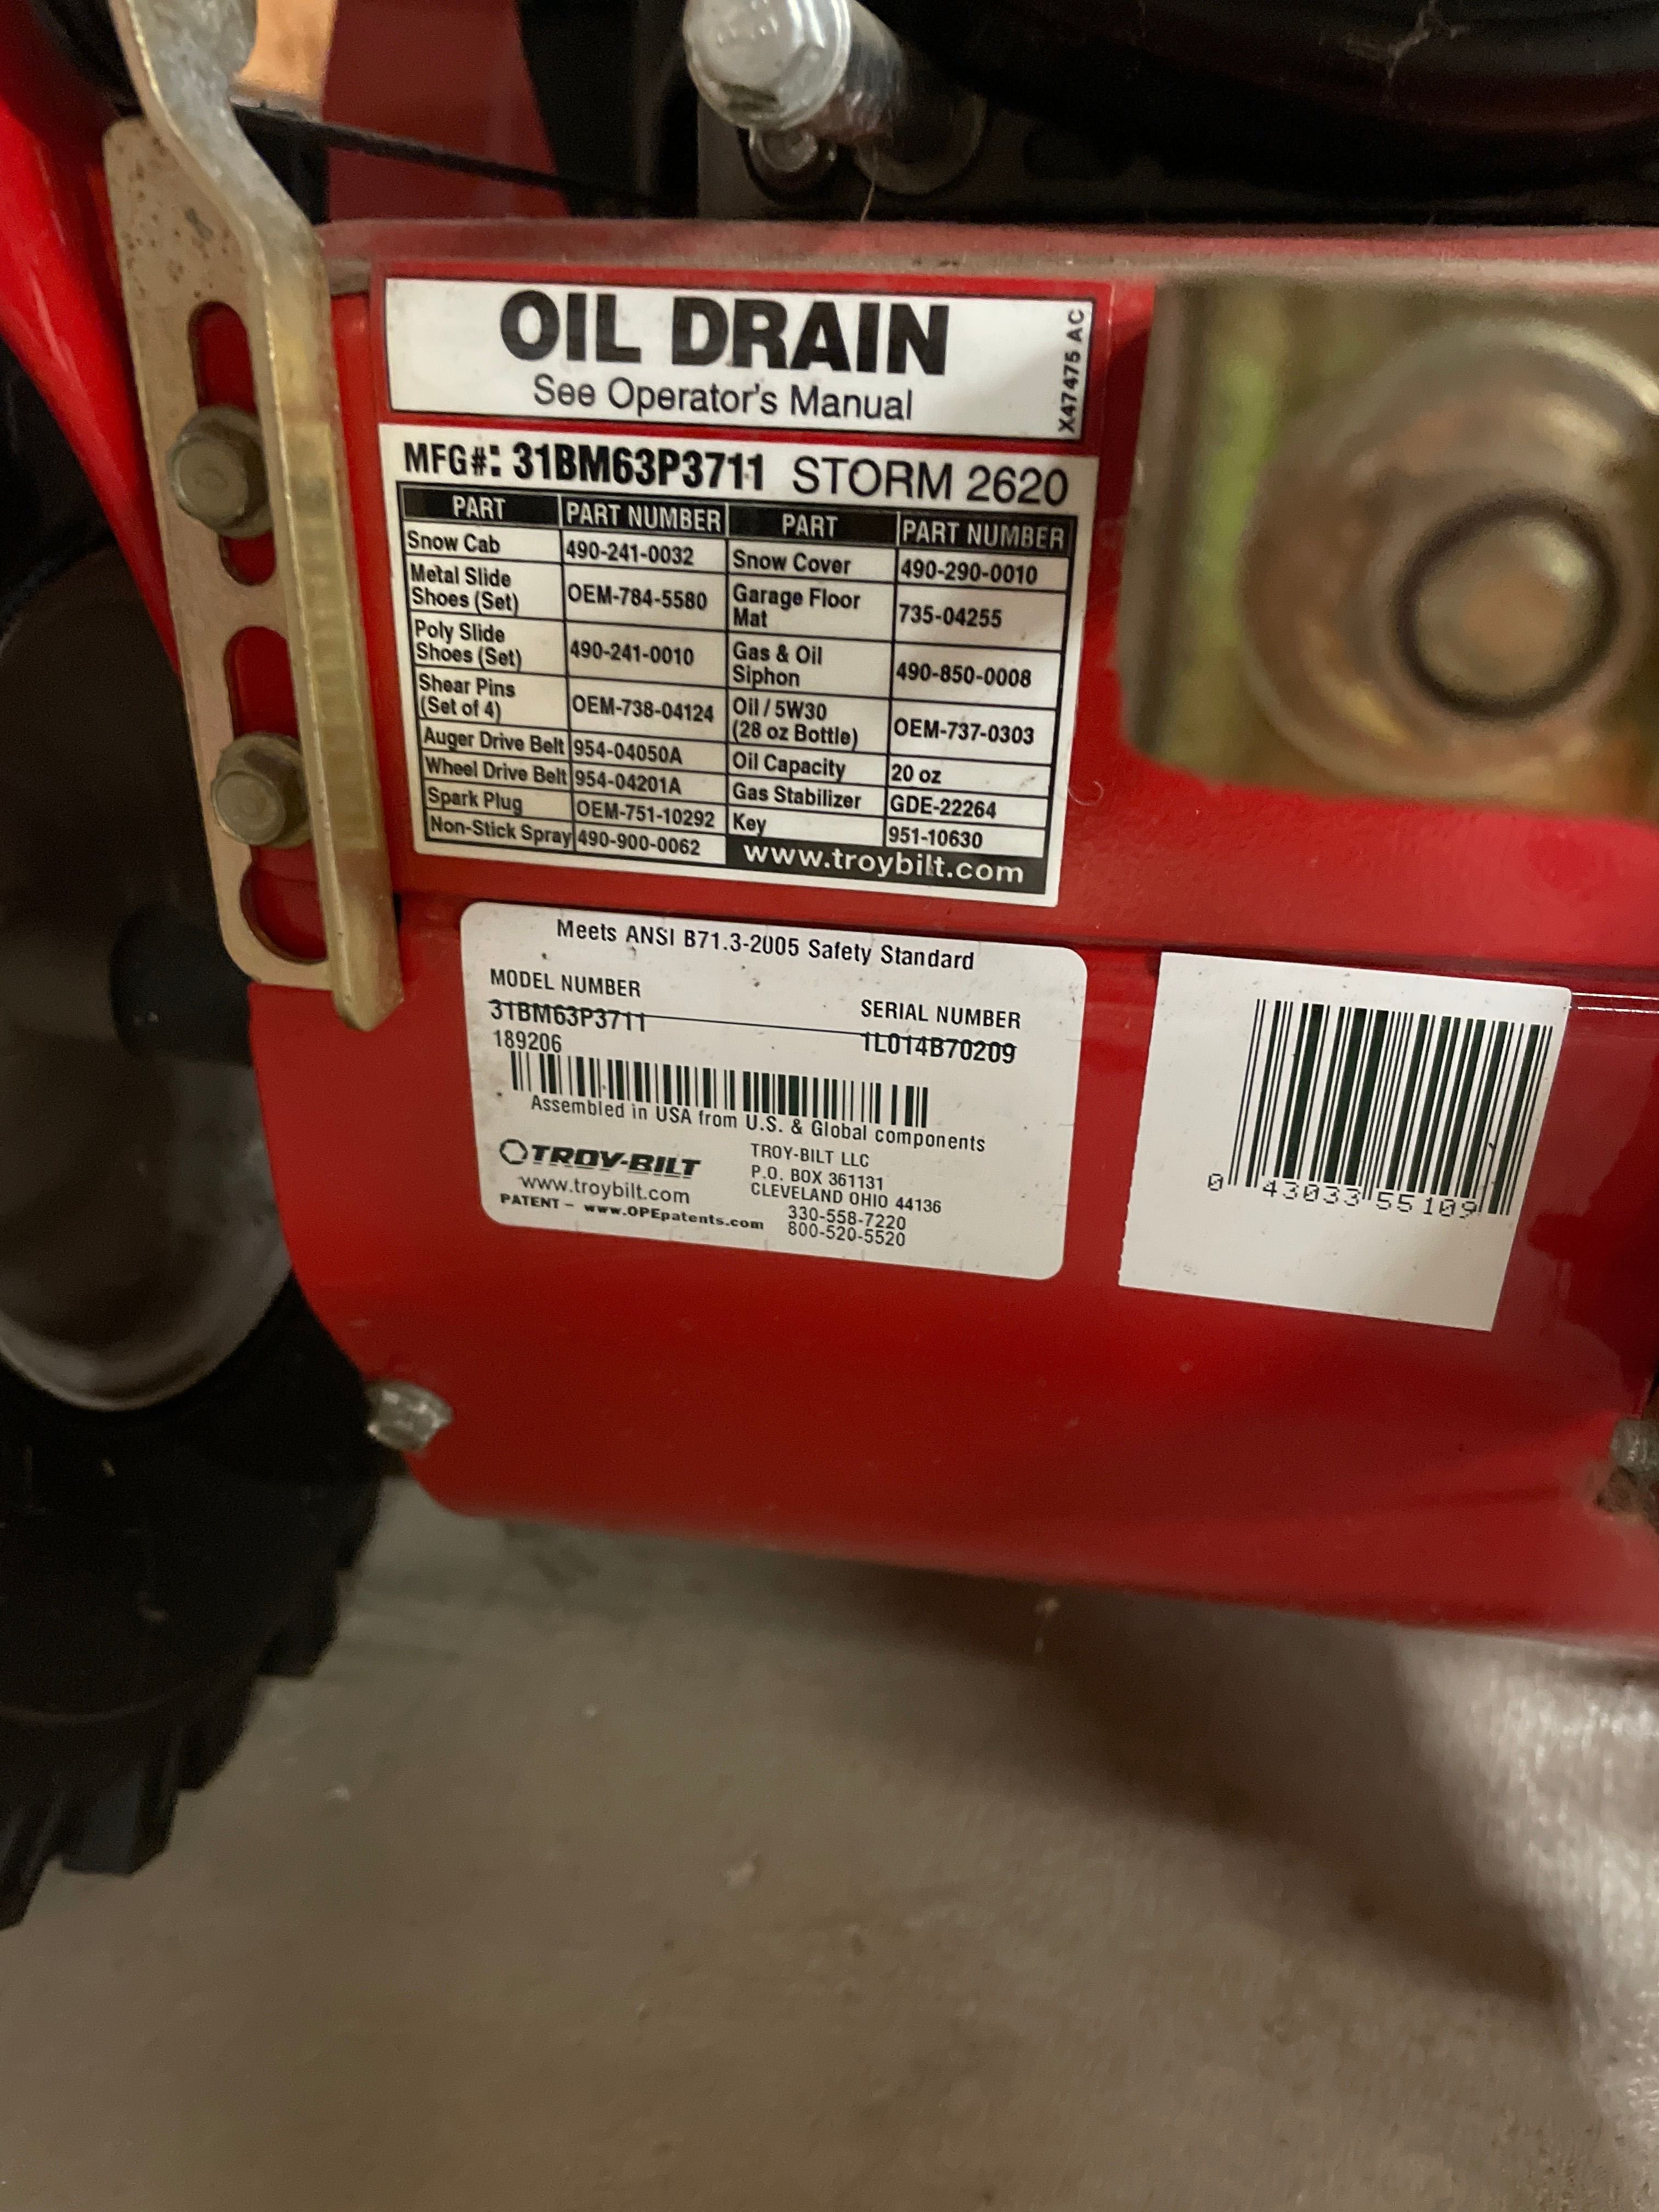 OIL DRAIN
See Operator's Manual
X47475 AC
MFG#: 31BM63P3711 STORM 2620
PART PART NUMBER PART PART NUMBER
Snow Cab 490-241-0032 Snow Cover 490-290-0010
Metal Slide Shoes (Set) OEM-784-5580 Garage Floor Mat 735-04255
Poly Slide Shoes (Set) 490-241-0010 Gas & Oil Siphon 490-850-0008
Shear Pins (Set of 4) OEM-738-04124 Oil / 5W30 (28 oz Bottle) OEM-737-0303
Auger Drive Belt 954-04050A Oil Capacity 20 oz
Wheel Drive Belt 954-04201A Gas Stabilizer GDE-22264
Spark Plug OEM-751-10292 Key 951-10630
Non-Stick Spray 490-900-0062 www.troybilt.com
Meets ANSI B71.3-2005 Safety Standard
MODEL NUMBER SERIAL NUMBER
31BM63P3711 1L014B70209
189206
Assembled in USA from U.S. & Global components
TROY-BILT
www.troybilt.com
PATENT – www.OPEpatents.com
TROY-BILT LLC
P.O. BOX 361131
CLEVELAND OHIO 44136
330-558-7220
800-520-5520
0 43033 55109